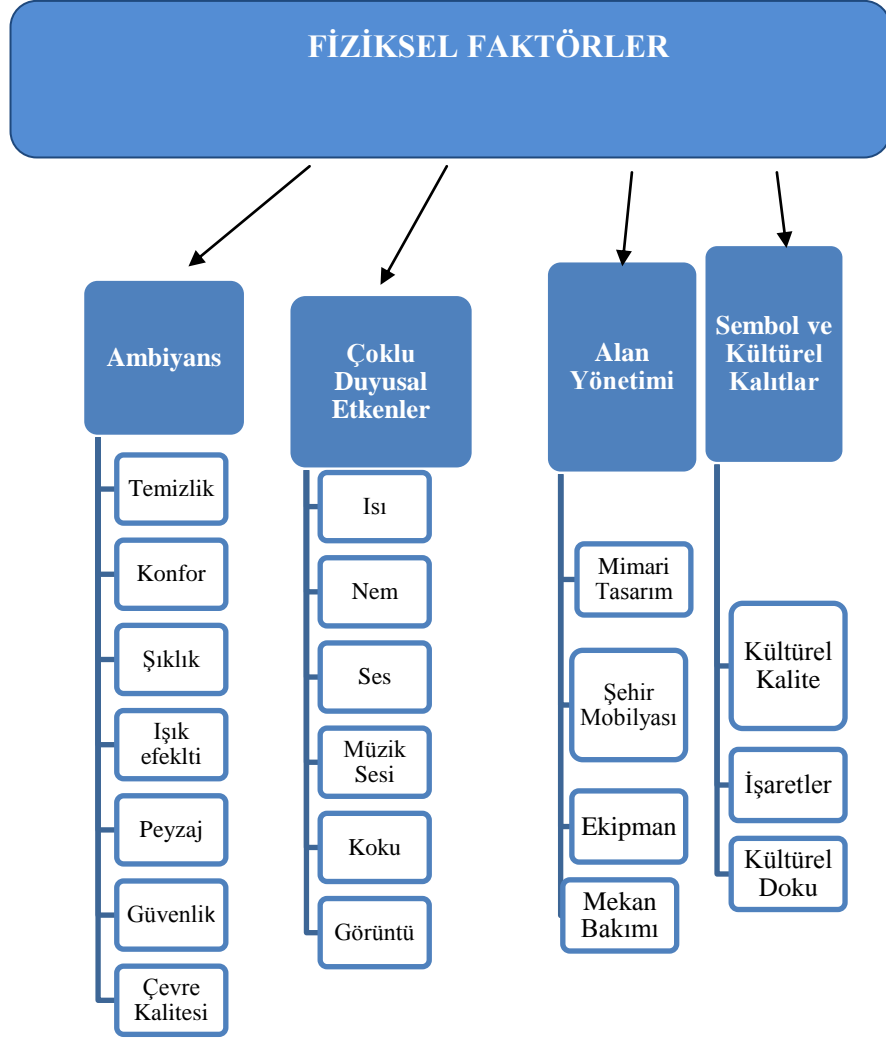 FİZİKSEL FAKTÖRLER
Ambiyans
Temizlik
Konfor
Şıklık
Işık
efeklti
Peyzaj
Güvenlik
Çevre
Kalitesi
Çoklu
Duyusal
Etkenler
Isı
Nem
Ses
Müzik
Sesi
Koku
Görüntü
Alan
Yönetimi
Mimari
Tasarım
Şehir
Mobilyası
Ekipman
Mekan
Bakımı
Sembol ve
Kültürel
Kalıtlar
Kültürel
Kalite
İşaretler
Kültürel
Doku